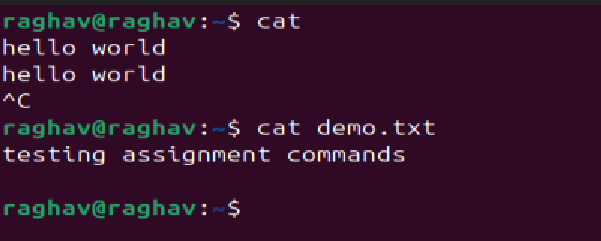 raghav@raghav:~$ cat
hello world
hello world
^C
raghav@raghav:~$ cat demo.txt
testing assignment commands
raghav@raghav:~$